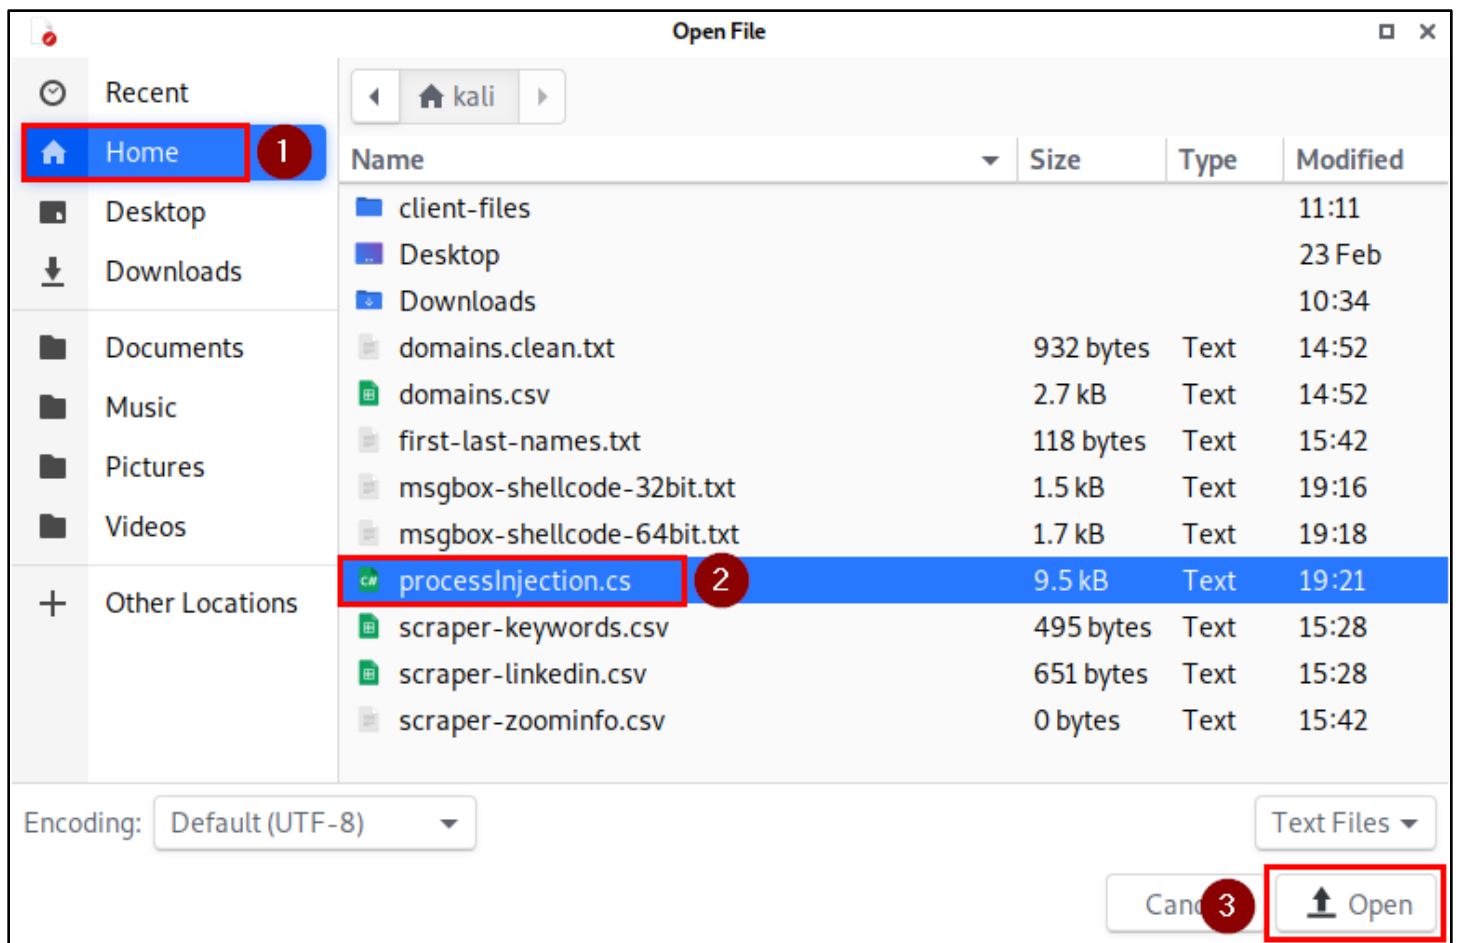 Open File
Recent
Home
1
Desktop
Downloads
Documents
Music
Pictures
Videos
Other Locations
kali
Name Size Type Modified
client-files 11:11
Desktop 23 Feb
Downloads 10:34
domains.clean.txt 932 bytes Text 14:52
domains.csv 2.7 kB Text 14:52
first-last-names.txt 118 bytes Text 15:42
msgbox-shellcode-32bit.txt 1.5 kB Text 19:16
msgbox-shellcode-64bit.txt 1.7 kB Text 19:18
C# processInjection.cs 2 9.5 kB Text 19:21
scraper-keywords.csv 495 bytes Text 15:28
scraper-linkedin.csv 651 bytes Text 15:28
scraper-zoominfo.csv 0 bytes Text 15:42
Encoding: Default (UTF-8) Text Files
3 Open